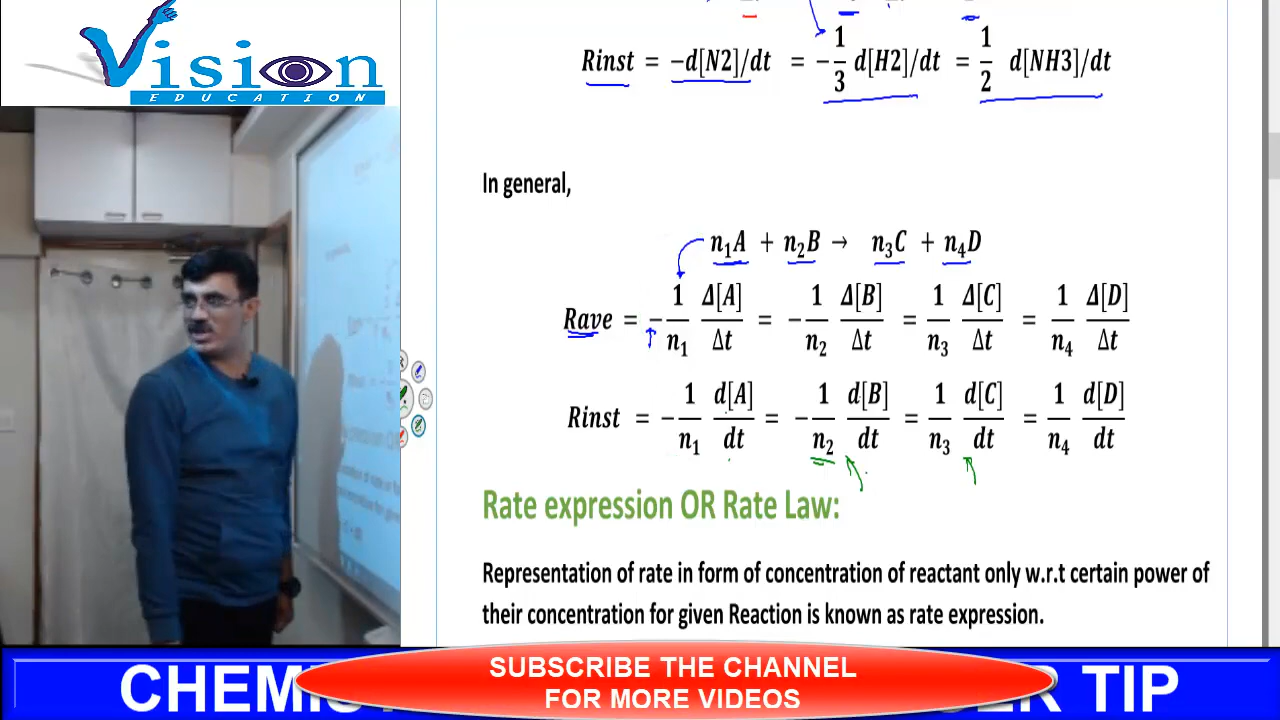 Vision
EDUCATION
Rinst = −d[N2]/dt = −1/3 d[H2]/dt = 1/2 d[NH3]/dt
In general,
n₁A + n₂B → n₃C + n₄D
Rave = −1/n₁ Δ[A]/Δt = −1/n₂ Δ[B]/Δt = 1/n₃ Δ[C]/Δt = 1/n₄ Δ[D]/Δt
Rinst = −1/n₁ d[A]/dt = −1/n₂ d[B]/dt = 1/n₃ d[C]/dt = 1/n₄ d[D]/dt
Rate expression OR Rate Law:
Representation of rate in form of concentration of reactant only w.r.t certain power of
their concentration for given Reaction is known as rate expression.
CHEM
SUBSCRIBE THE CHANNEL
FOR MORE VIDEOS
ER TIP